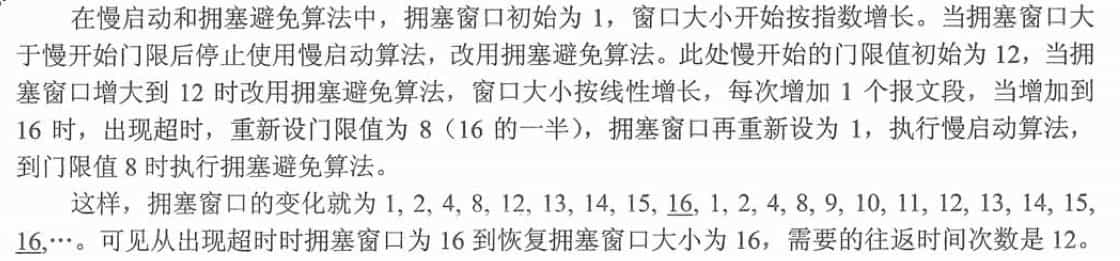 在慢启动和拥塞避免算法中，拥塞窗口初始为 1，窗口大小开始按指数增长。当拥塞窗口大
于慢开始门限后停止使用慢启动算法，改用拥塞避免算法。此处慢开始的门限值初始为 12，当拥
塞窗口增大到 12 时改用拥塞避免算法，窗口大小按线性增长，每次增加 1 个报文段，当增加到
16 时，出现超时，重新设门限值为 8（16 的一半），拥塞窗口再重新设为 1，执行慢启动算法，
到门限值 8 时执行拥塞避免算法。
这样，拥塞窗口的变化就为 1, 2, 4, 8, 12, 13, 14, 15, 16, 1, 2, 4, 8, 9, 10, 11, 12, 13, 14, 15,
16,…。可见从出现超时时拥塞窗口为 16 到恢复拥塞窗口大小为 16，需要的往返时间次数是 12。